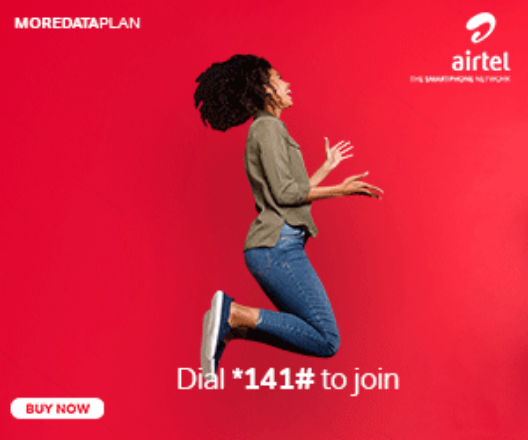 MOREDATAPLAN
airtel
THE SMARTPHONE NETWORK
Dial *141# to join
BUY NOW